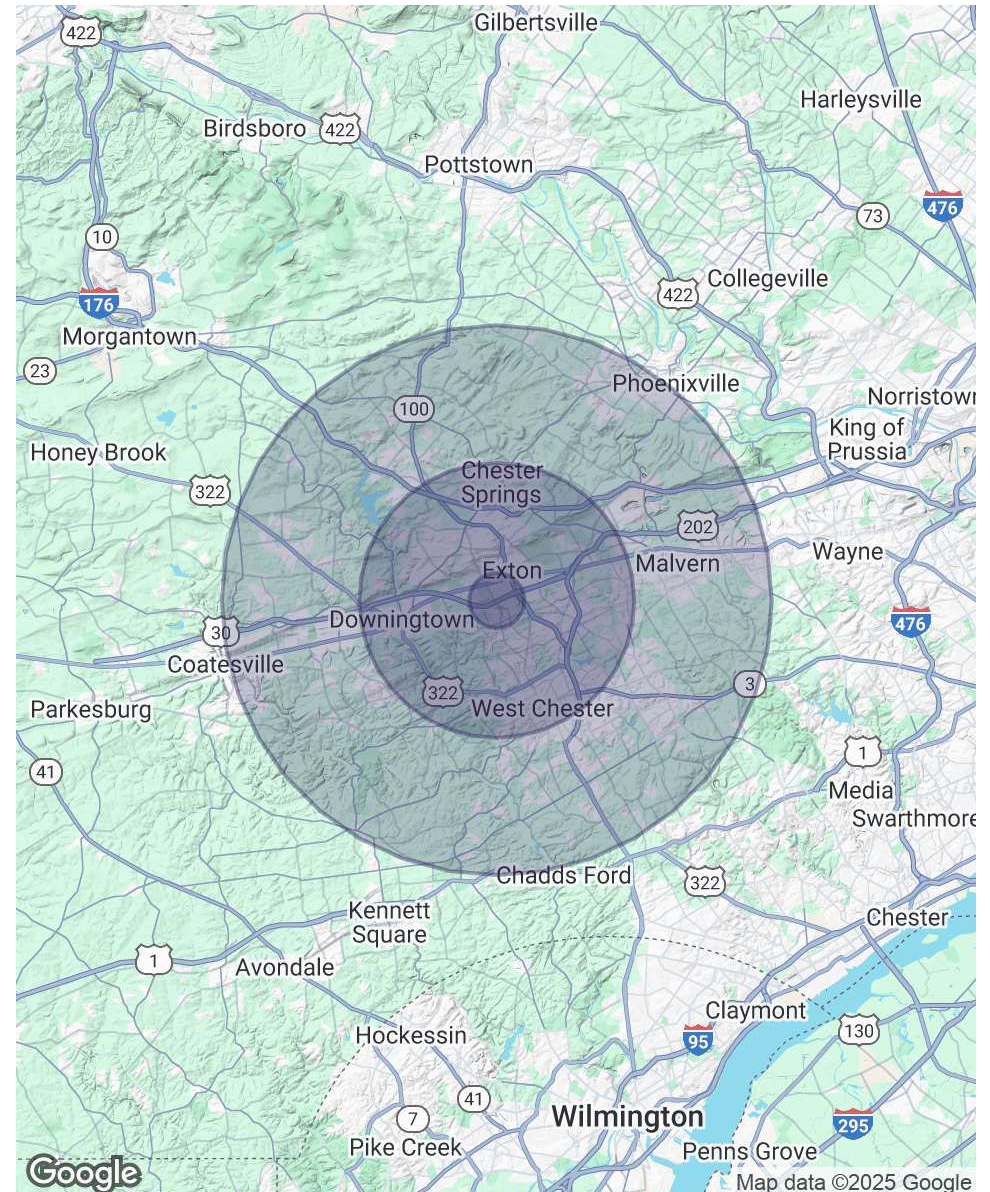 Gilbertsville
422
Harleysville
Birdsboro
422
Pottstown
476
73
10
Collegeville
422
176
Morgantown
23
Phoenixville
Norristown
100
King of
Prussia
Honey Brook
Chester
Springs
322
202
Wayne
Malvern
Exton
Downingtown
476
30
Coatesville
3
322
West Chester
Parkesburg
1
41
Media
Swarthmore
Chadds Ford
322
Kennett
Square
Chester
1
Avondale
Claymont
130
Hockessin
95
41
Wilmington
7
295
Pike Creek
Penns Grove
Google
Map data ©2025 Google